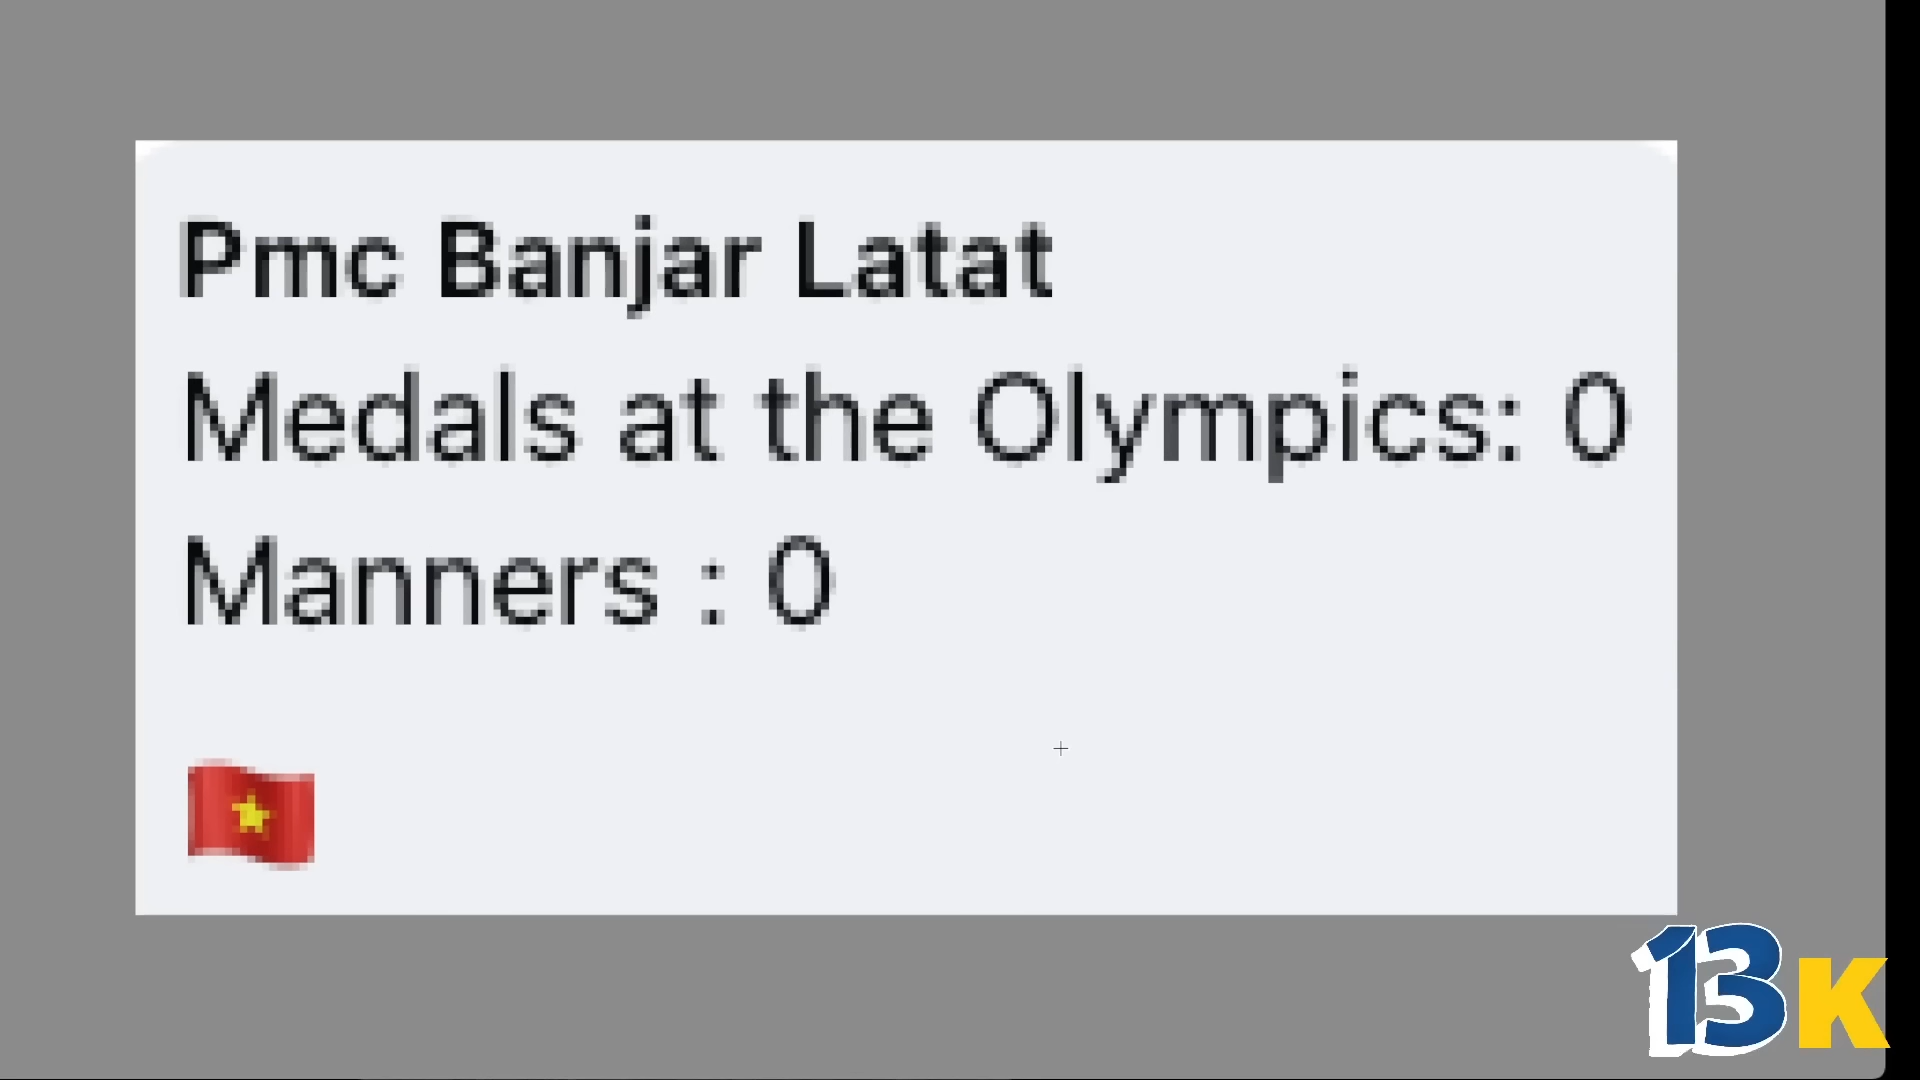 Pmc Banjar Latat
Medals at the Olympics: 0
Manners : 0
🇻🇳
13K